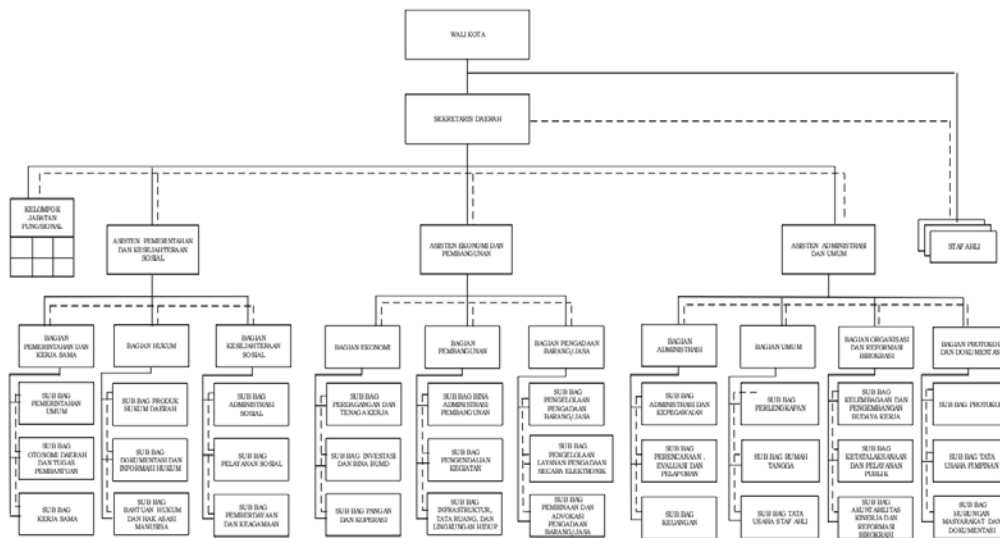 WALI KOTA
SEKRETARIS DAERAH
KELOMPOK
JABATAN
FUNGSIONAL
ASISTEN PEMERINTAHAN
DAN KESEJAHTERAAN
SOSIAL
ASISTEN EKONOMI DAN
PEMBANGUNAN
ASISTEN ADMINISTRASI
DAN UMUM
STAF AHLI
BAGIAN
PEMERINTAHAN DAN
KERJA SAMA
BAGIAN HUKUM
BAGIAN
KESEJAHTERAAN
SOSIAL
BAGIAN EKONOMI
BAGIAN
PEMBANGUNAN
BAGIAN PENGADAAN
BARANG/JASA
BAGIAN
ADMINISTRASI
BAGIAN UMUM
BAGIAN ORGANISASI
DAN REFORMASI
BIROKRASI
BAGIAN PROTOKOL
DAN DOKUMENTASI
SUB BAG
PEMERINTAHAN
UMUM
SUB BAG PRODUK
HUKUM DAERAH
SUB BAG
ADMINISTRASI
SOSIAL
SUB BAG
PERDAGANGAN DAN
TENAGA KERJA
SUB BAG BINA
ADMINISTRASI
PEMBANGUNAN
SUB BAG
PENGELOLAAN
PENGADAAN
BARANG/JASA
SUB BAG
ADMINISTRASI DAN
KEPEGAWAIAN
SUB BAG
PERLENGKAPAN
SUB BAG
KELEMBAGAAN DAN
PENGEMBANGAN
BUDAYA KERJA
SUB BAG PROTOKOL
SUB BAG
OTONOMI DAERAH
DAN TUGAS
PEMBANTUAN
SUB BAG
DOKUMENTASI DAN
INFORMASI HUKUM
SUB BAG
PELAYANAN SOSIAL
SUB BAG INVESTASI
DAN BINA BUMD
SUB BAG
PENGENDALIAN
KEGIATAN
SUB BAG
PENGELOLAAN
LAYANAN PENGADAAN
SECARA ELEKTRONIK
SUB BAG
PERENCANAAN ,
EVALUASI DAN
PELAPORAN
SUB BAG RUMAH
TANGGA
SUB BAG
KETATALAKSANAAN
DAN PELAYANAN
PUBLIK
SUB BAG TATA
USAHA PIMPINAN
SUB BAG
KERJA SAMA
SUB BAG
BANTUAN HUKUM
DAN HAK ASASI
MANUSISA
SUB BAG
PEMBERDAYAAN
DAN KEAGAMAAN
SUB BAG PANGAN
DAN KOPERASI
SUB BAG
INFRASTRUKTUR,
TATA RUANG, DAN
LINGKUNGAN HIDUP
SUB BAG
PEMBINAAN DAN
ADVOKASI
PENGADAAN
BARANG/JASA
SUB BAG
KEUANGAN
SUB BAG TATA
USAHA STAF AHLI
SUB BAG
AKUNTABILITAS
KINERJA DAN
REFORMASI
BIROKRASI
SUB BAG
HUBUNGAN
MASYARAKAT DAN
DOKUMENTASI